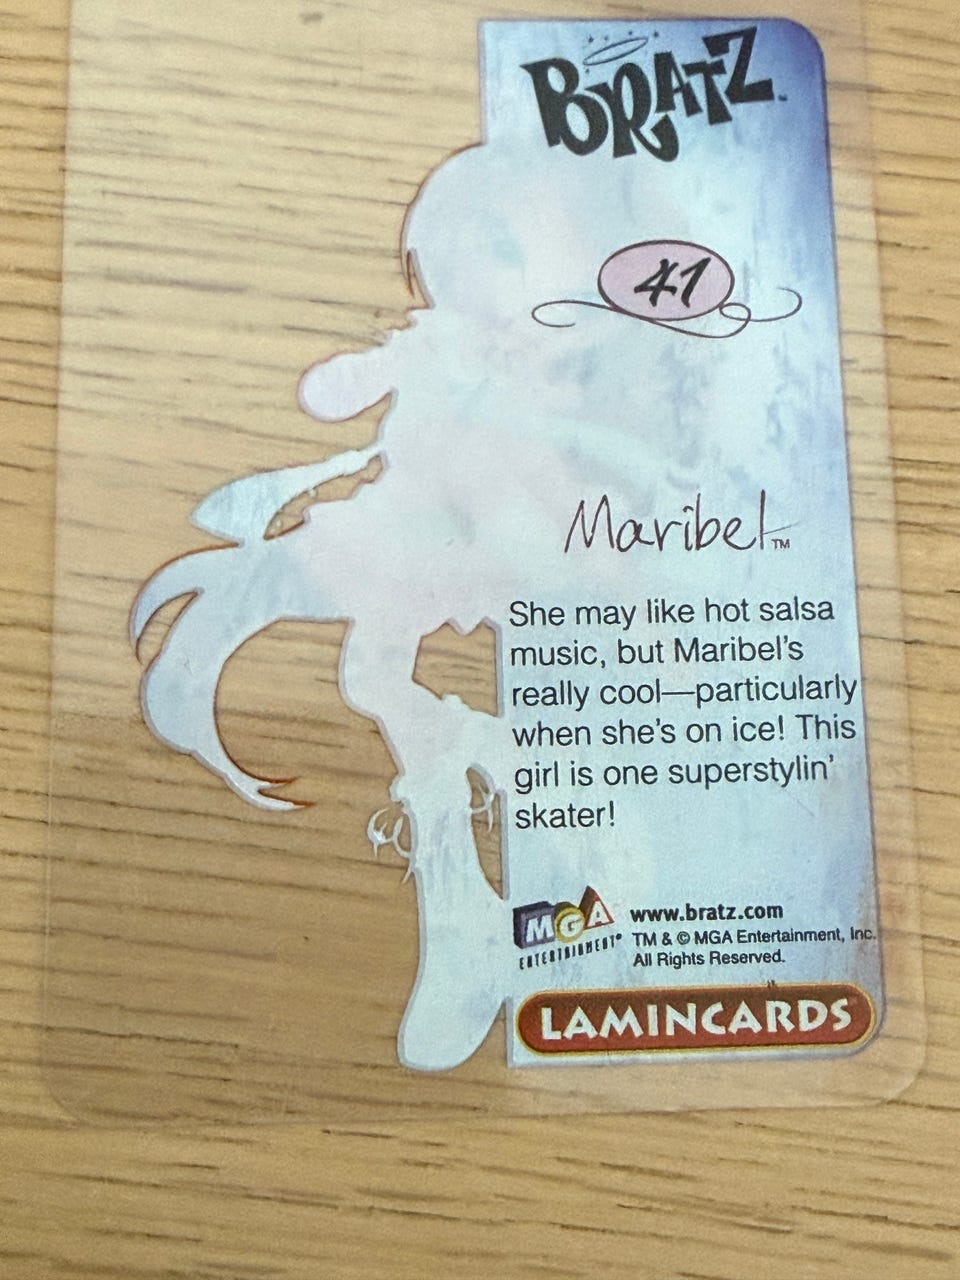 BRATZ™
41
Maribel™
She may like hot salsa
music, but Maribel's
really cool—particularly
when she's on ice! This
girl is one superstylin'
skater!
MGA
ENTERTAINMENT®
www.bratz.com
TM & © MGA Entertainment, Inc.
All Rights Reserved.
LAMINCARDS